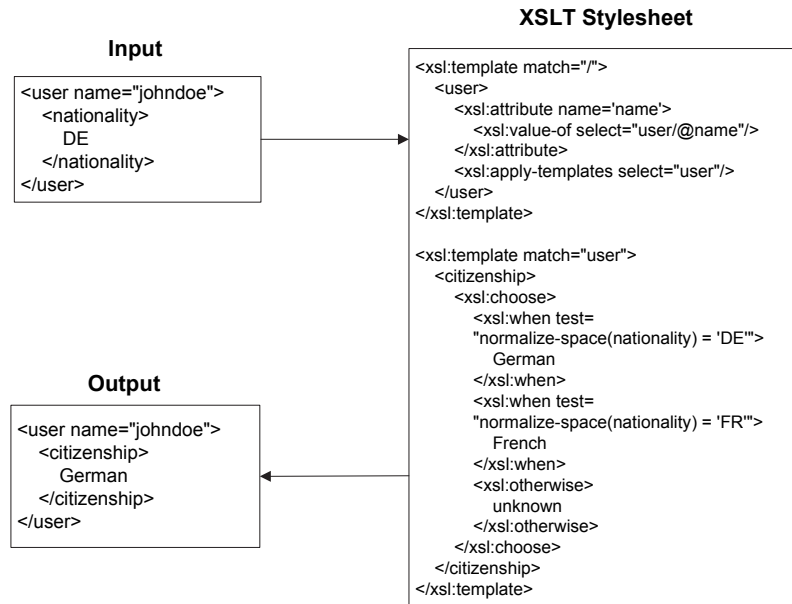 Input
<user name="johndoe">
<nationality>
DE
</nationality>
</user>
XSLT Stylesheet
<xsl:template match="/">
<user>
<xsl:attribute name='name'>
<xsl:value-of select="user/@name"/>
</xsl:attribute>
<xsl:apply-templates select="user"/>
</user>
</xsl:template>
<xsl:template match="user">
<citizenship>
<xsl:choose>
<xsl:when test=
"normalize-space(nationality) = 'DE'">
German
</xsl:when>
<xsl:when test=
"normalize-space(nationality) = 'FR'">
French
</xsl:when>
<xsl:otherwise>
unknown
</xsl:otherwise>
</xsl:choose>
</citizenship>
</xsl:template>
Output
<user name="johndoe">
<citizenship>
German
</citizenship>
</user>